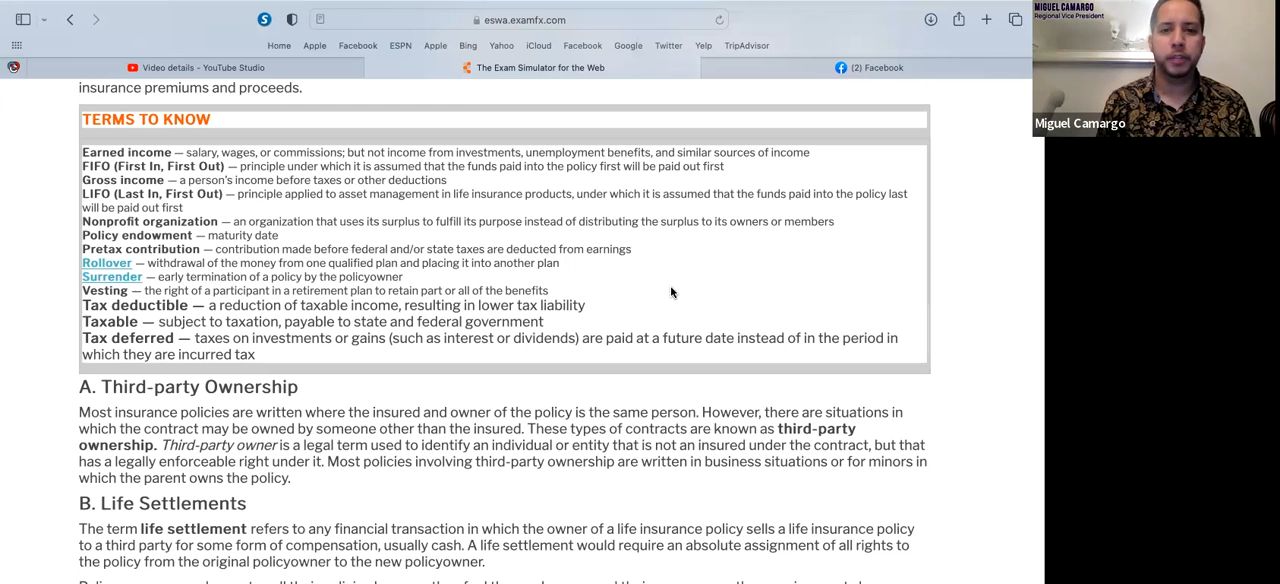 eswa.examfx.com
Home Apple Facebook ESPN Apple Bing Yahoo iCloud Facebook Google Twitter Yelp TripAdvisor
Video details - YouTube Studio
The Exam Simulator for the Web
(2) Facebook
MIGUEL CAMARGO
Regional Vice President
Miguel Camargo
insurance premiums and proceeds.
TERMS TO KNOW
Earned income — salary, wages, or commissions; but not income from investments, unemployment benefits, and similar sources of income
FIFO (First In, First Out) — principle under which it is assumed that the funds paid into the policy first will be paid out first
Gross income — a person's income before taxes or other deductions
LIFO (Last In, First Out) — principle applied to asset management in life insurance products, under which it is assumed that the funds paid into the policy last
will be paid out first
Nonprofit organization — an organization that uses its surplus to fulfill its purpose instead of distributing the surplus to its owners or members
Policy endowment — maturity date
Pretax contribution — contribution made before federal and/or state taxes are deducted from earnings
Rollover — withdrawal of the money from one qualified plan and placing it into another plan
Surrender — early termination of a policy by the policyowner
Vesting — the right of a participant in a retirement plan to retain part or all of the benefits
Tax deductible — a reduction of taxable income, resulting in lower tax liability
Taxable — subject to taxation, payable to state and federal government
Tax deferred — taxes on investments or gains (such as interest or dividends) are paid at a future date instead of in the period in
which they are incurred tax
A. Third-party Ownership
Most insurance policies are written where the insured and owner of the policy is the same person. However, there are situations in
which the contract may be owned by someone other than the insured. These types of contracts are known as third-party
ownership. Third-party owner is a legal term used to identify an individual or entity that is not an insured under the contract, but that
has a legally enforceable right under it. Most policies involving third-party ownership are written in business situations or for minors in
which the parent owns the policy.
B. Life Settlements
The term life settlement refers to any financial transaction in which the owner of a life insurance policy sells a life insurance policy
to a third party for some form of compensation, usually cash. A life settlement would require an absolute assignment of all rights to
the policy from the original policyowner to the new policyowner.